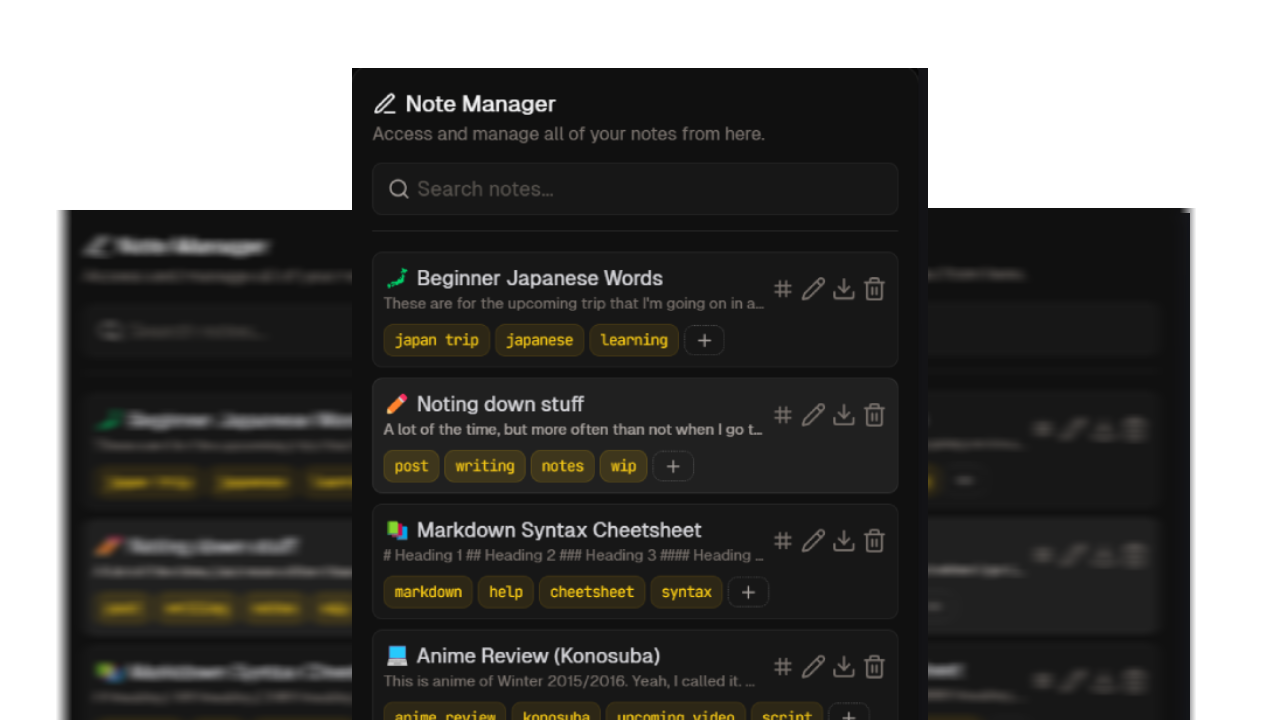 Note Manager
Access and manage all of your notes from here.
Search notes...
Beginner Japanese Words
These are for the upcoming trip that I'm going on in a...
japan trip japanese learning +
Noting down stuff
A lot of the time, but more often than not when I go t...
post writing notes wip +
Markdown Syntax Cheetsheet
# Heading 1 ## Heading 2 ### Heading 3 #### Heading ...
markdown help cheetsheet syntax +
Anime Review (Konosuba)
This is anime of Winter 2015/2016. Yeah, I called it. ...
anime review konosuba upcoming video script +